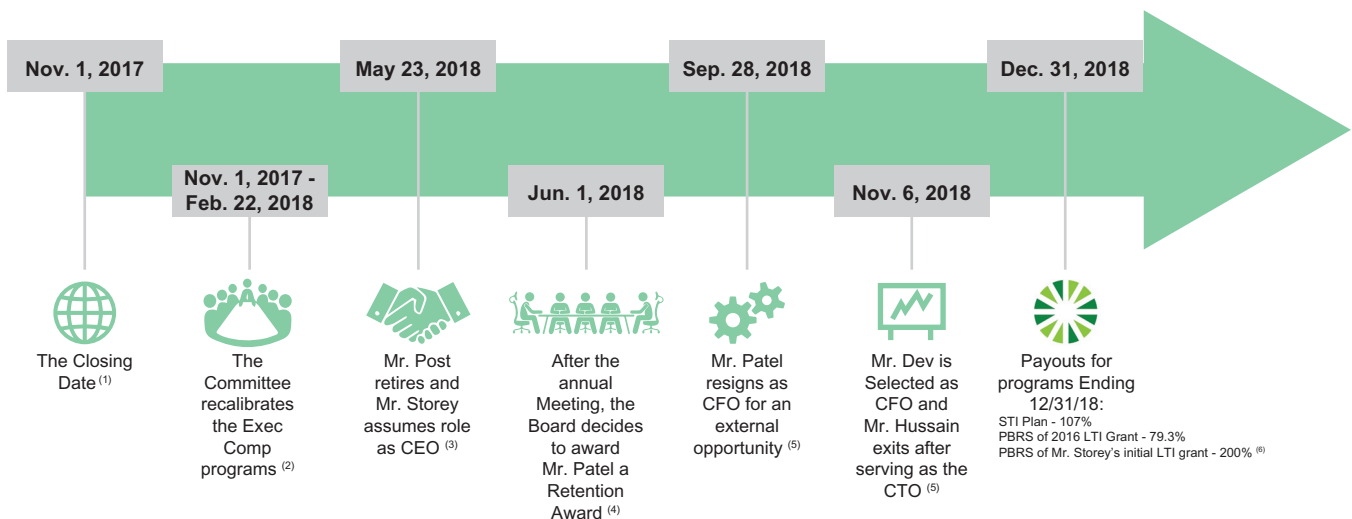 Nov. 1, 2017
May 23, 2018
Sep. 28, 2018
Dec. 31, 2018
Nov. 1, 2017 -
Feb. 22, 2018
Jun. 1, 2018
Nov. 6, 2018
The Closing
Date (1)
The
Committee
recalibrates
the Exec
Comp
programs (2)
Mr. Post
retires and
Mr. Storey
assumes role
as CEO (3)
After the
annual
Meeting, the
Board decides
to award
Mr. Patel a
Retention
Award (4)
Mr. Patel
resigns as
CFO for an
external
opportunity (5)
Mr. Dev is
Selected as
CFO and
Mr. Hussain
exits after
serving as the
CTO (5)
Payouts for
programs Ending
12/31/18:
STI Plan - 107%
PBRS of 2016 LTI Grant - 79.3%
PBRS of Mr. Storey's initial LTI grant - 200% (6)